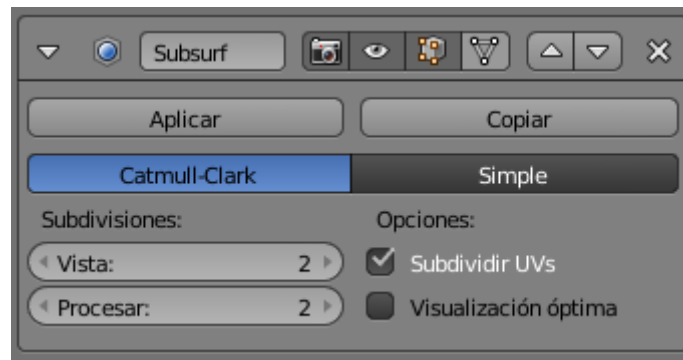 Subsurf
Aplicar Copiar
Catmull-Clark Simple
Subdivisiones: Opciones:
Vista: 2 Subdividir UVs
Procesar: 2 Visualización óptima